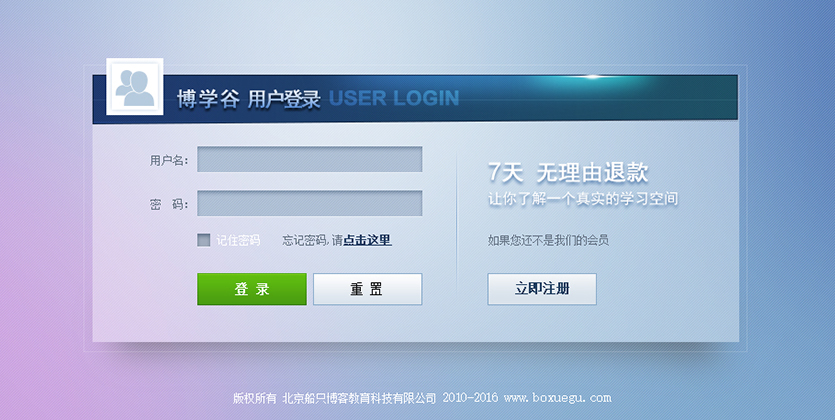 博学谷 用户登录 USER LOGIN
用户名:
密 码:
记住密码 忘记密码,请点击这里
登 录 重 置
7天 无理由退款
让你了解一个真实的学习空间
如果您还不是我们的会员
立即注册
版权所有 北京船只博客教育科技有限公司 2010-2016 www.boxuegu.com